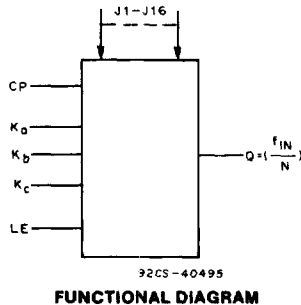 J1-J16
CP
Ka
Kb
Kc
LE
Q=(fIN/N)
92CS-40495
FUNCTIONAL DIAGRAM